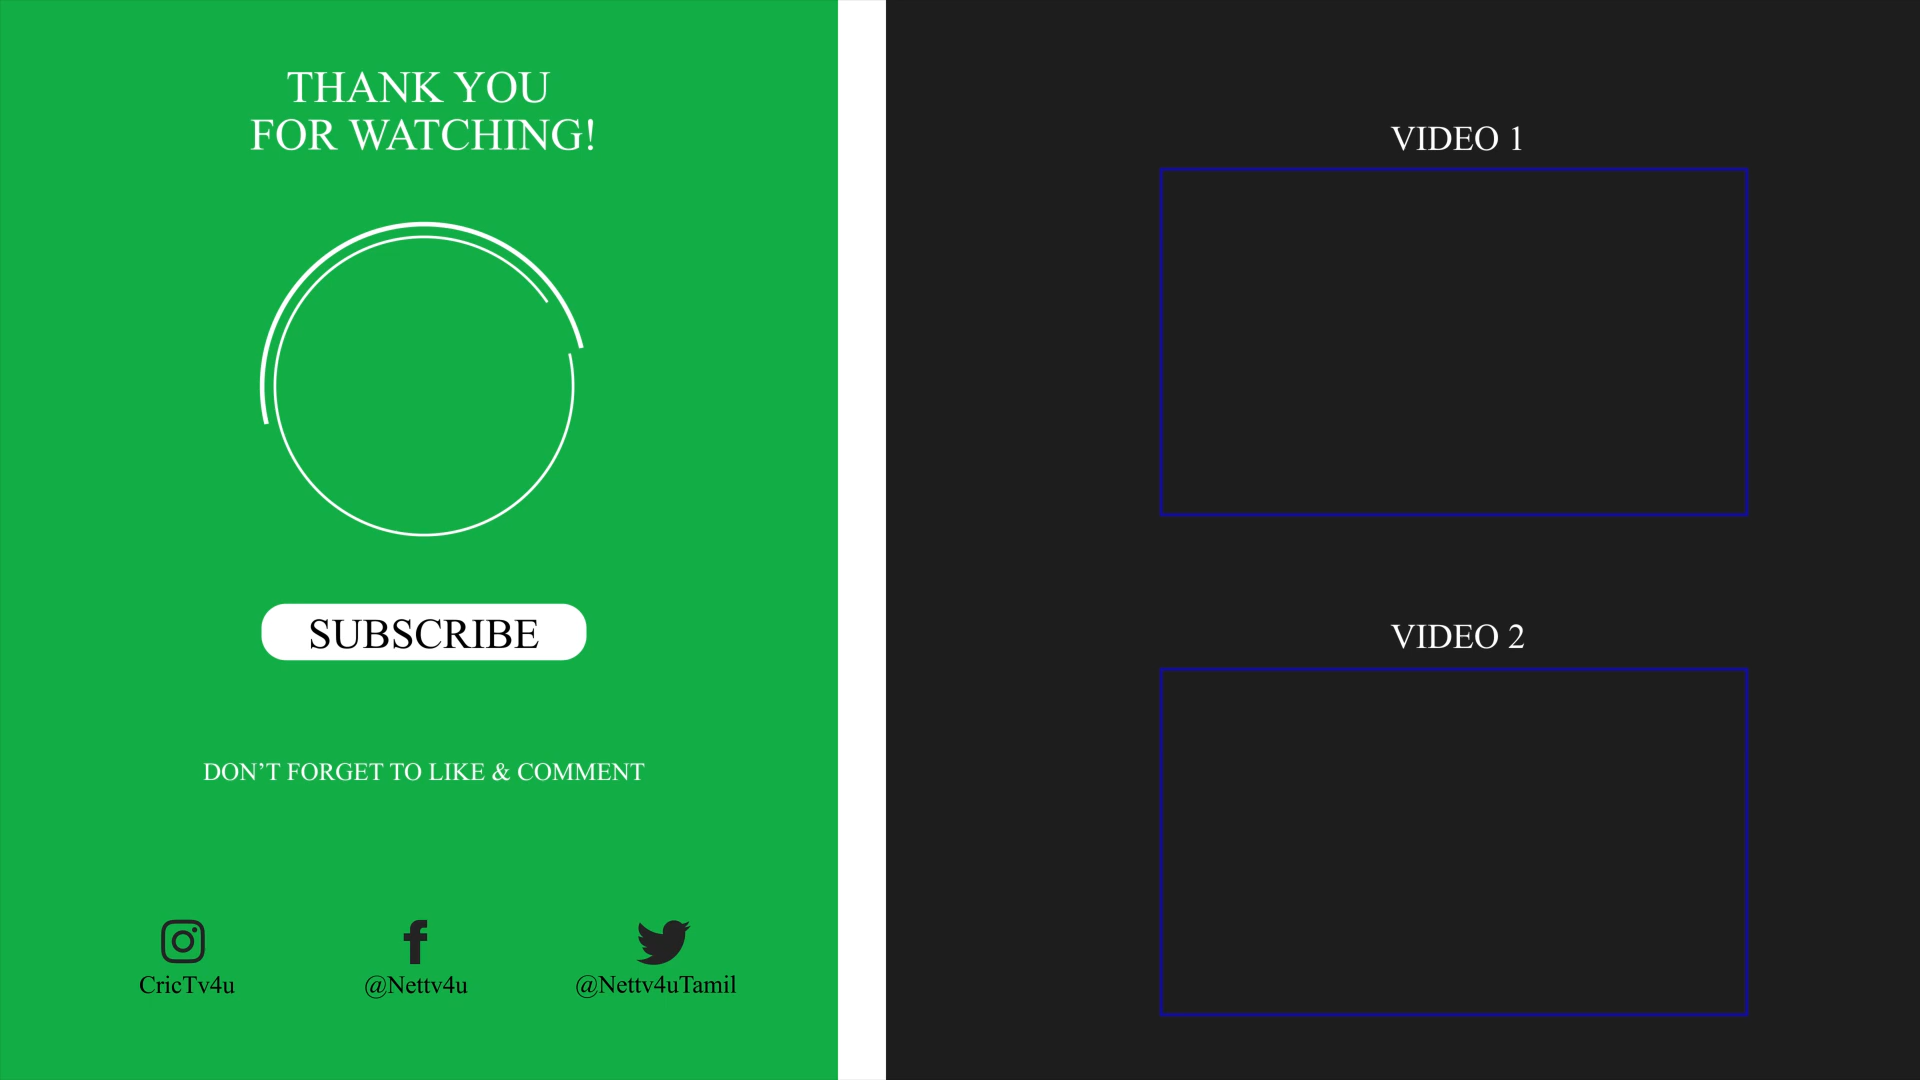 THANK YOU
FOR WATCHING!
SUBSCRIBE
DON’T FORGET TO LIKE & COMMENT
CricTv4u
@Nettv4u
@Nettv4uTamil
VIDEO 1
VIDEO 2